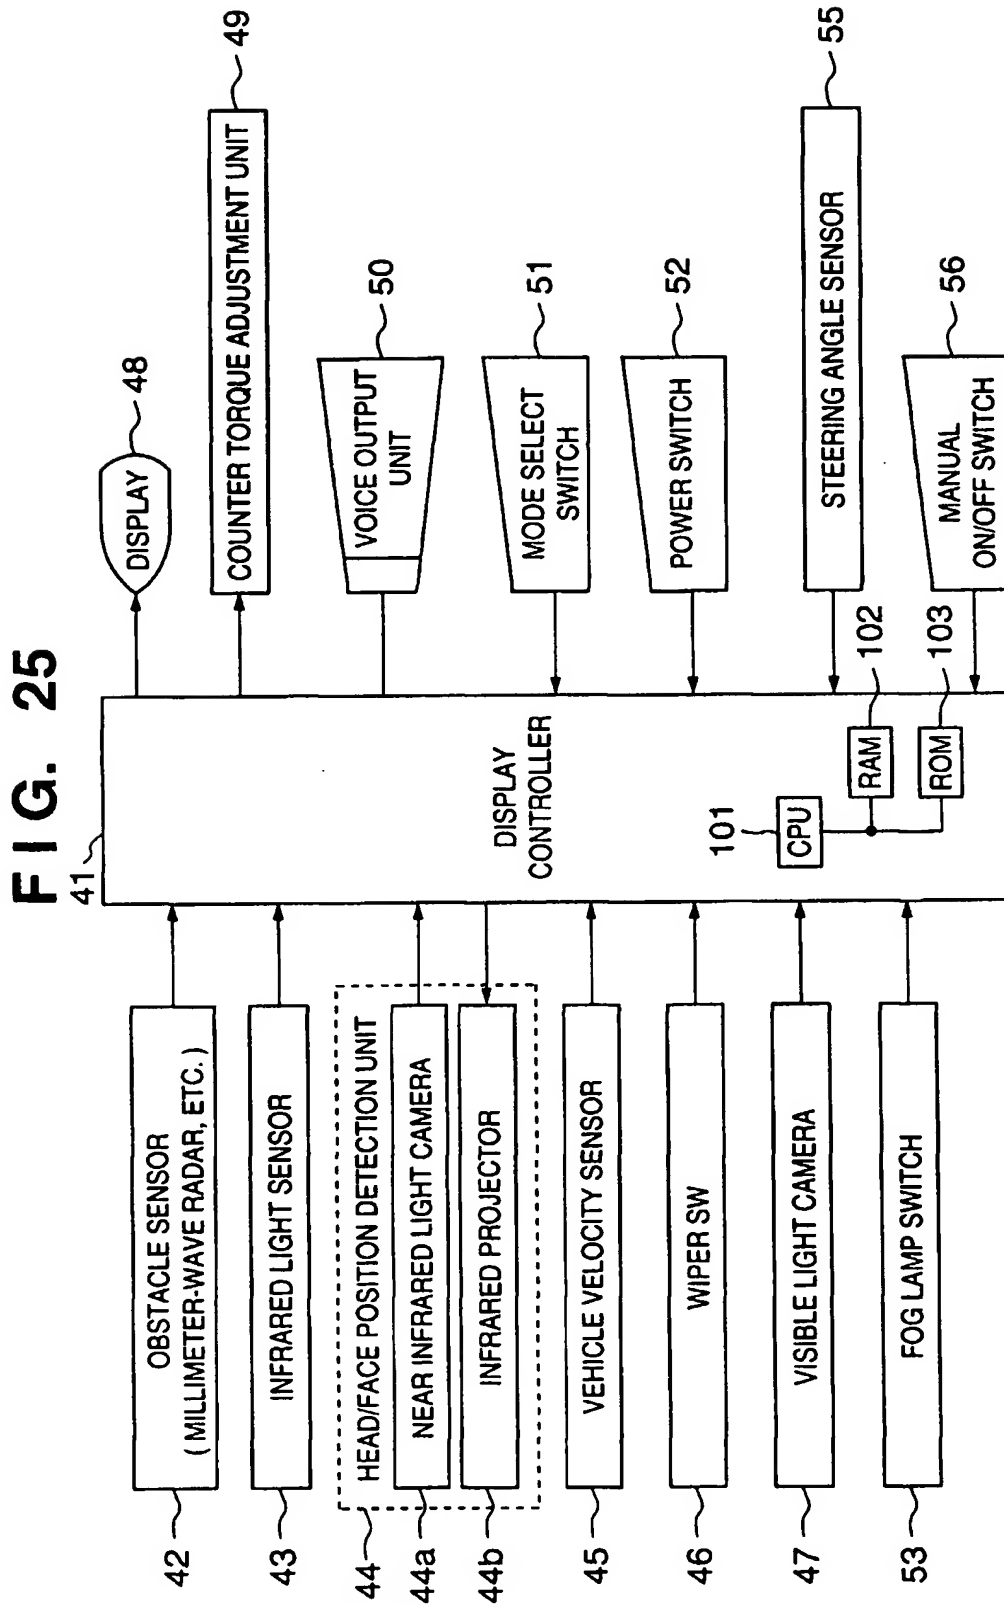 FIG. 25
41
DISPLAY
CONTROLLER
101
CPU
RAM
102
ROM
103
42
OBSTACLE SENSOR
( MILLIMETER-WAVE RADAR, ETC. )
43
INFRARED LIGHT SENSOR
44
HEAD/FACE POSITION DETECTION UNIT
44a
NEAR INFRARED LIGHT CAMERA
44b
INFRARED PROJECTOR
45
VEHICLE VELOCITY SENSOR
46
WIPER SW
47
VISIBLE LIGHT CAMERA
53
FOG LAMP SWITCH
DISPLAY
48
COUNTER TORQUE ADJUSTMENT UNIT
49
VOICE OUTPUT
UNIT
50
MODE SELECT
SWITCH
51
POWER SWITCH
52
STEERING ANGLE SENSOR
55
MANUAL
ON/OFF SWITCH
56